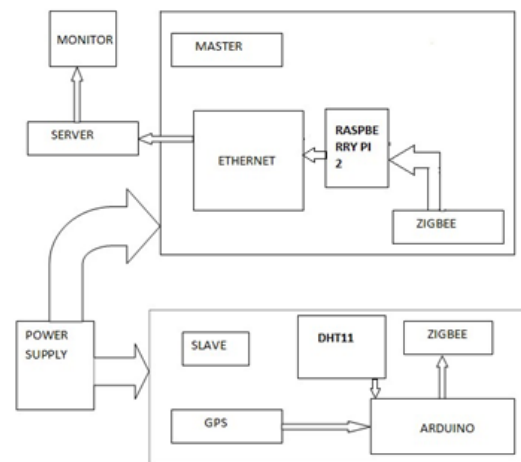 MONITOR
MASTER
SERVER
ETHERNET
RASPBE
RRY PI
2
ZIGBEE
POWER
SUPPLY
SLAVE
DHT11
ZIGBEE
GPS
ARDUINO